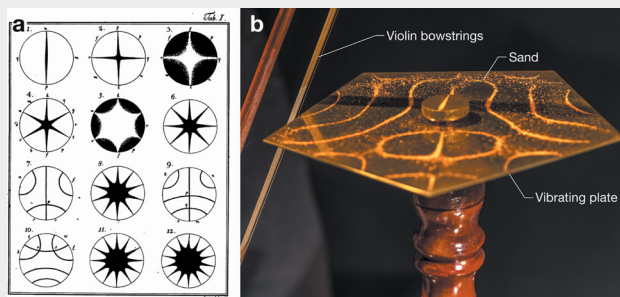 a
Tab. I.
1.
2.
3.
4.
5.
6.
7.
8.
9.
10.
11.
12.
b
Violin bowstrings
Sand
Vibrating plate